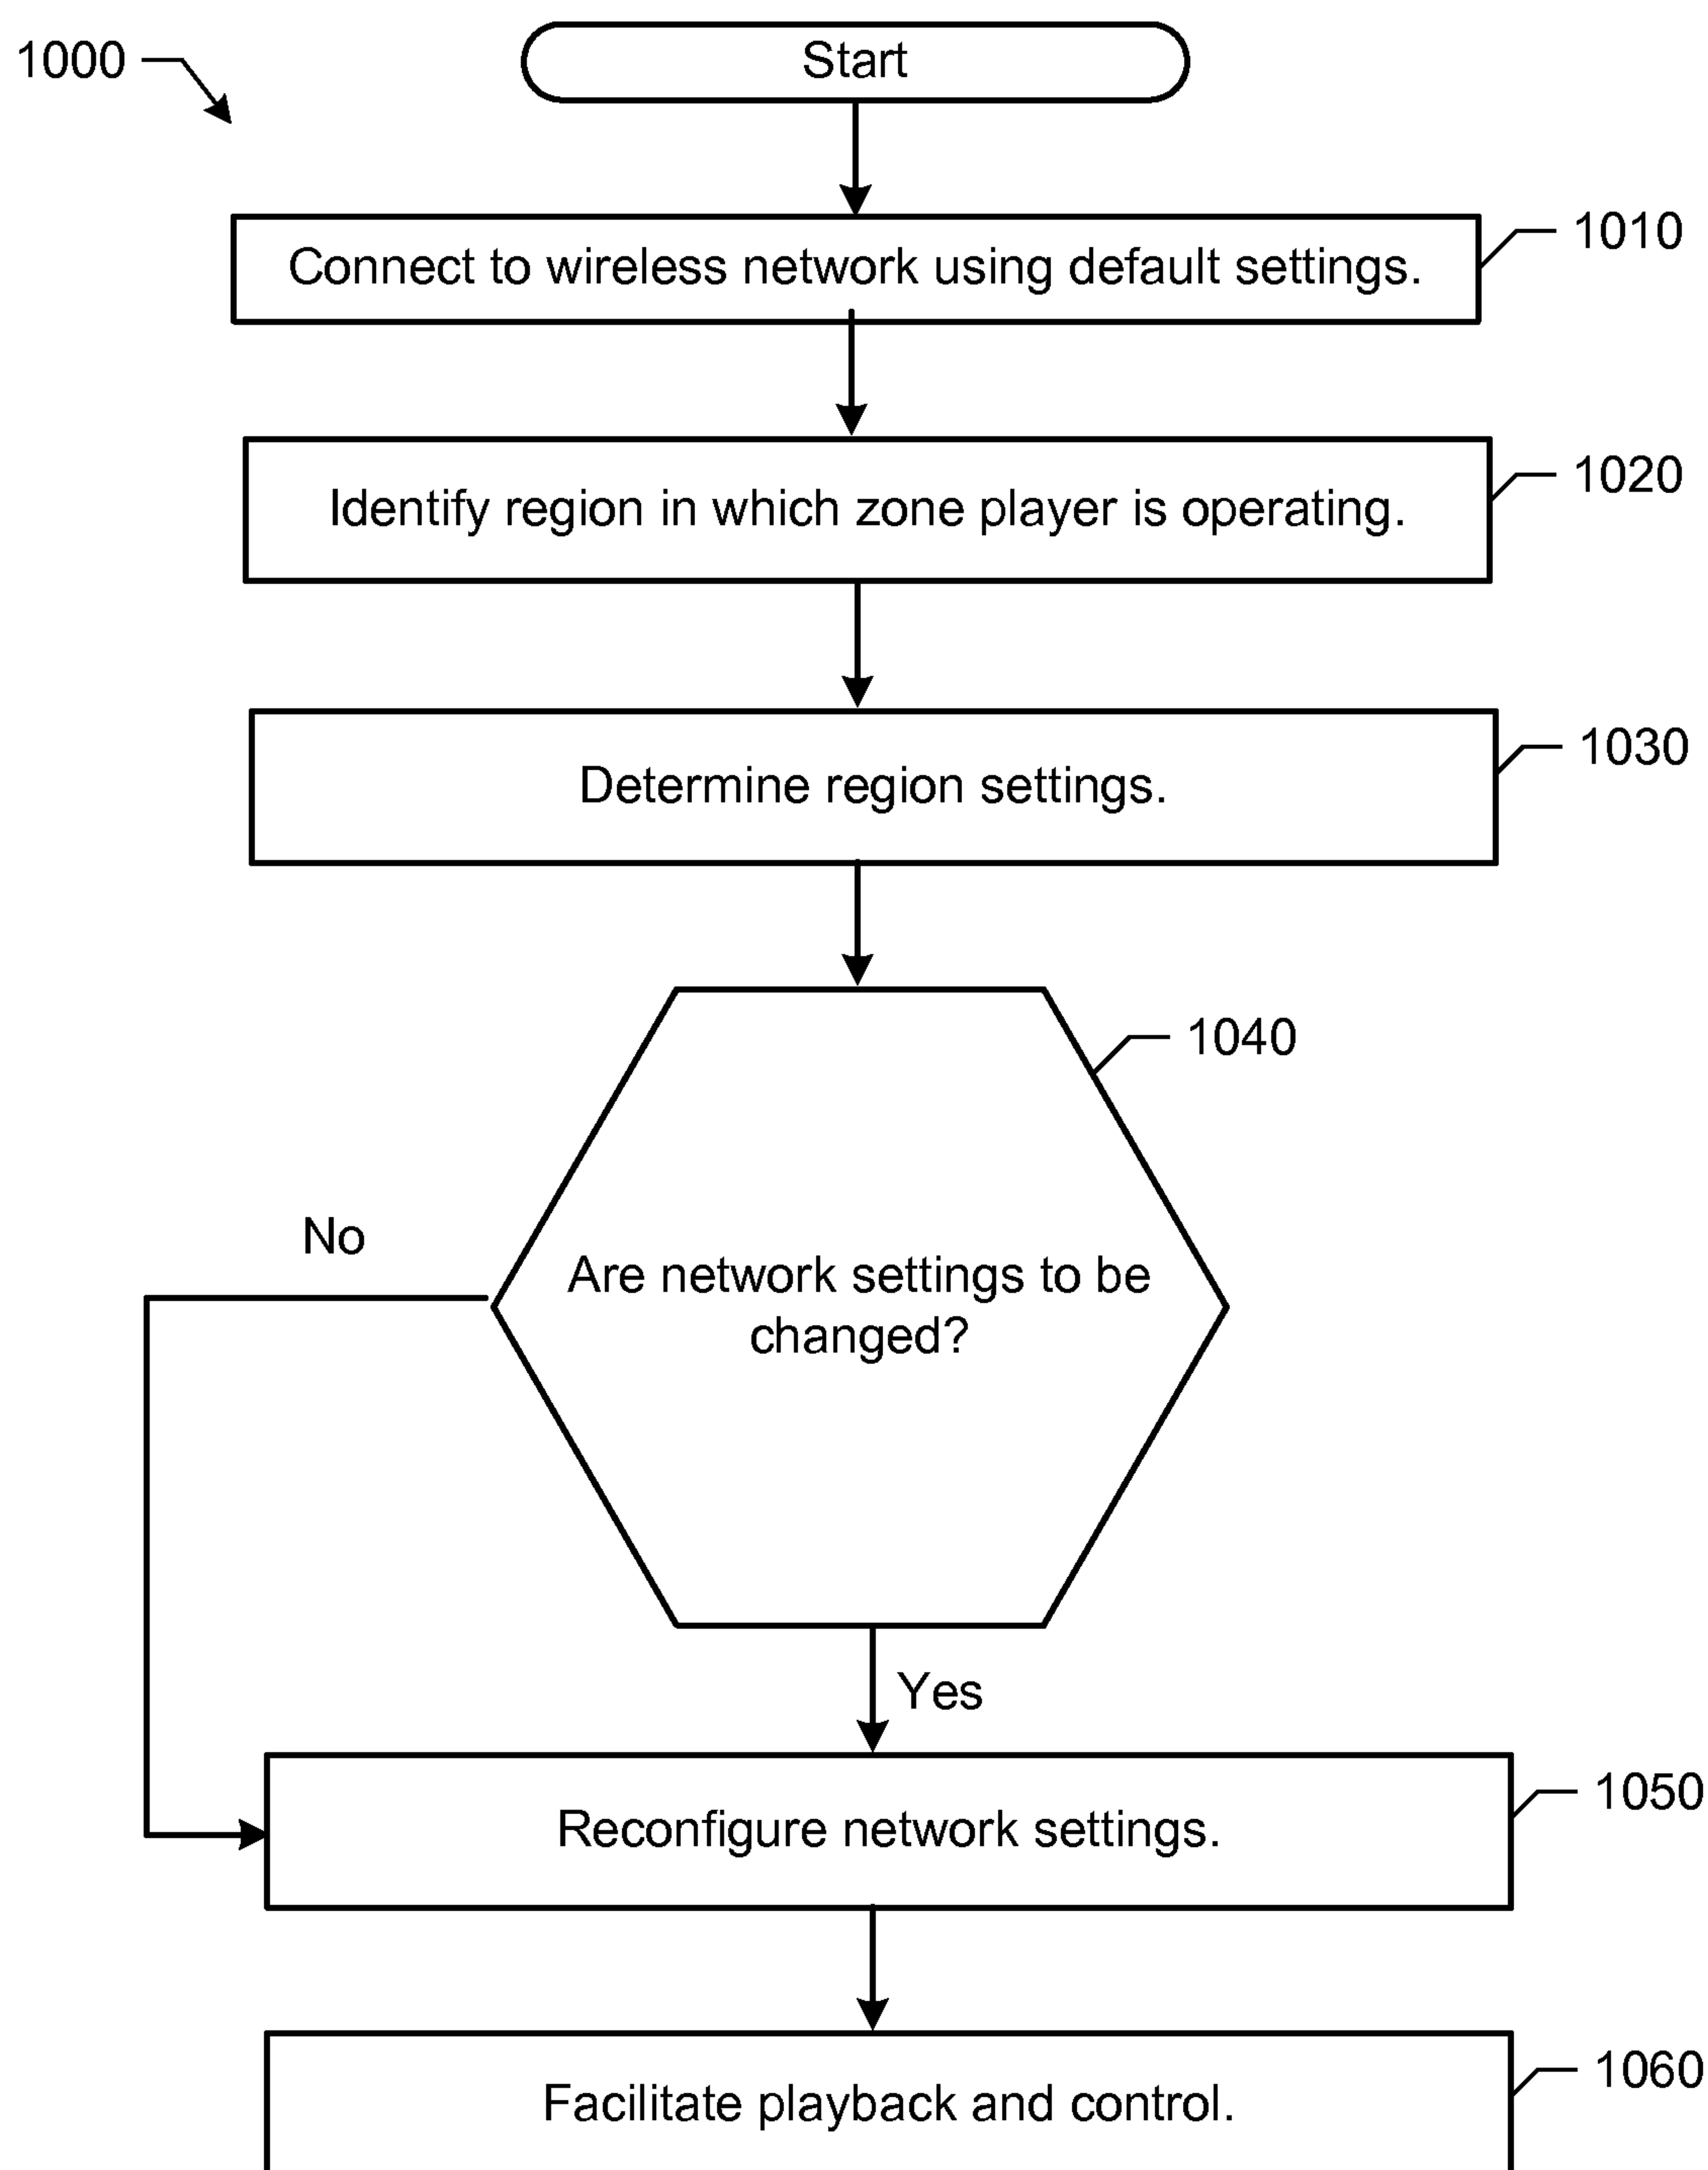 1000
Start
1010
Connect to wireless network using default settings.
1020
Identify region in which zone player is operating.
1030
Determine region settings.
1040
No
Are network settings to be
changed?
Yes
1050
Reconfigure network settings.
1060
Facilitate playback and control.